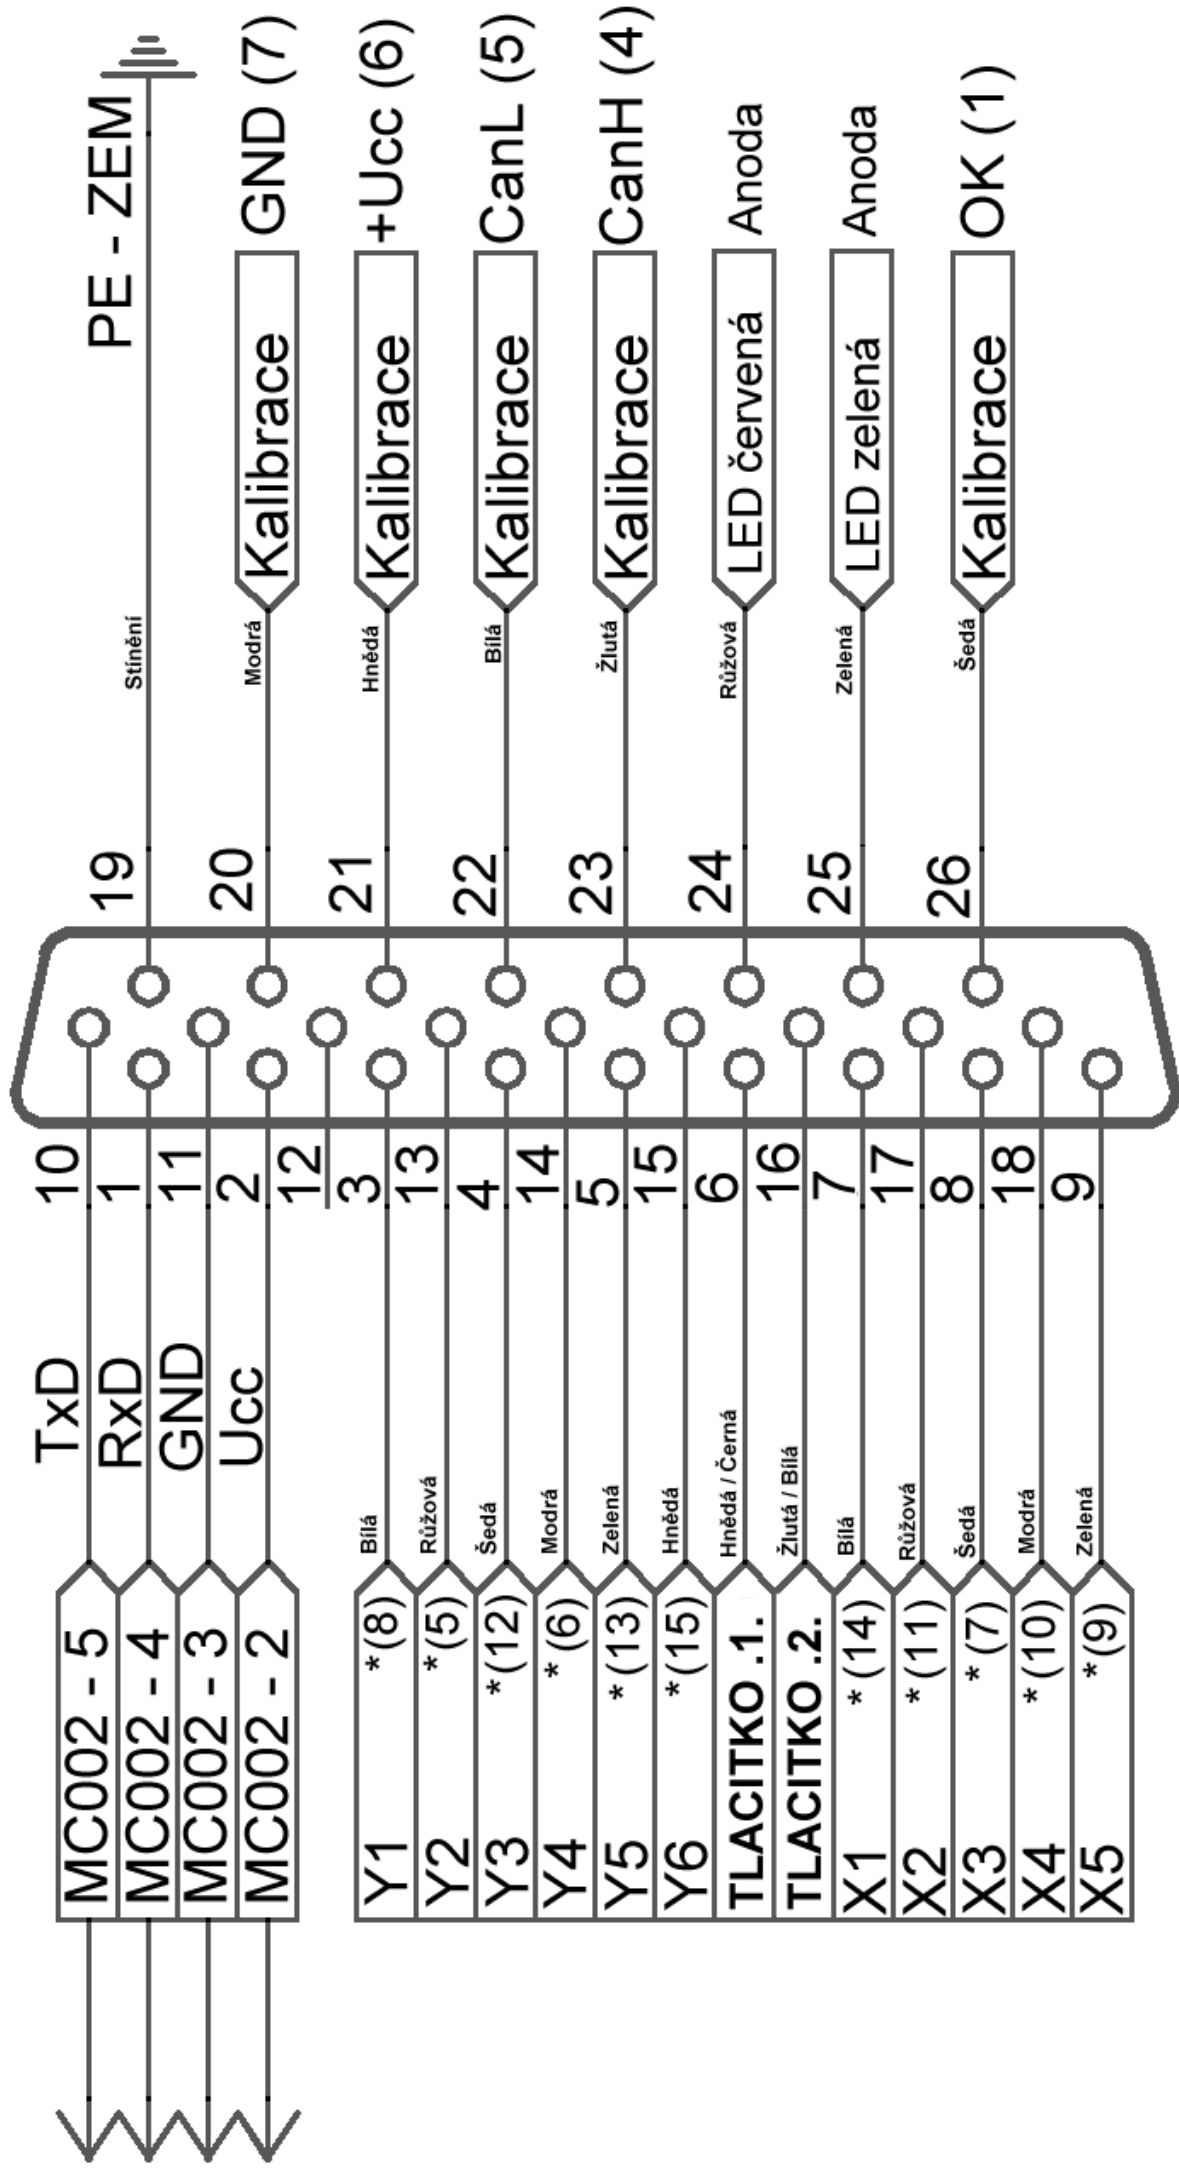 PE - ZEM
Stínění
19
Kalibrace
GND (7)
Modrá
20
Kalibrace
+Ucc (6)
Hnědá
21
Kalibrace
CanL (5)
Bílá
22
Kalibrace
CanH (4)
Žlutá
23
LED červená
Anoda
Růžová
24
LED zelená
Anoda
Zelená
25
Kalibrace
OK (1)
Šedá
26
MC002 - 5
TxD
10
MC002 - 4
RxD
1
MC002 - 3
GND
11
MC002 - 2
Ucc
2
12
Y1 *(8)
Bílá
3
Y2 *(5)
Růžová
13
Y3 *(12)
Šedá
4
Y4 *(6)
Modrá
14
Y5 *(13)
Zelená
5
Y6 *(15)
Hnědá
15
TLACITKO .1.
Hnědá / Černá
6
TLACITKO .2.
Žlutá / Bílá
16
X1 *(14)
Bílá
7
X2 *(11)
Růžová
17
X3 *(7)
Šedá
8
X4 *(10)
Modrá
18
X5 *(9)
Zelená
9